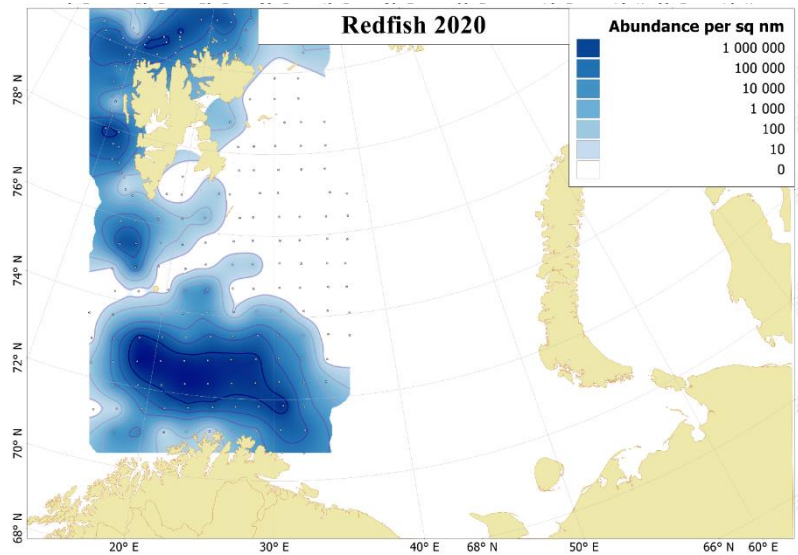 Redfish 2020
Abundance per sq nm
1 000 000
100 000
10 000
1 000
100
10
0
78° N
76° N
74° N
72° N
70° N
68° N
20° E
30° E
40° E
68° N
50° E
66° N
60° E